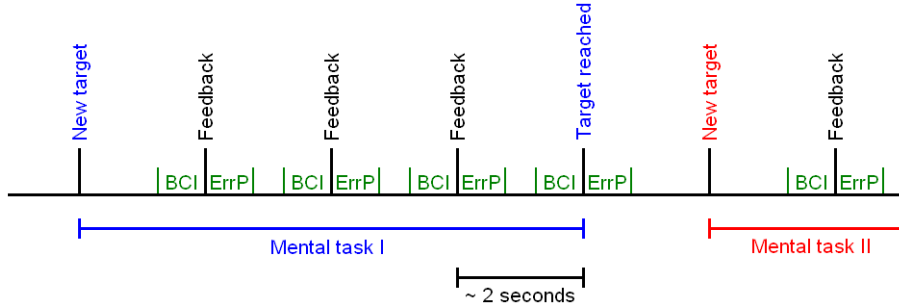 New target
Feedback
Feedback
Feedback
Target reached
New target
Feedback
BCI ErrP
BCI ErrP
BCI ErrP
BCI ErrP
BCI ErrP
Mental task I
Mental task II
~ 2 seconds